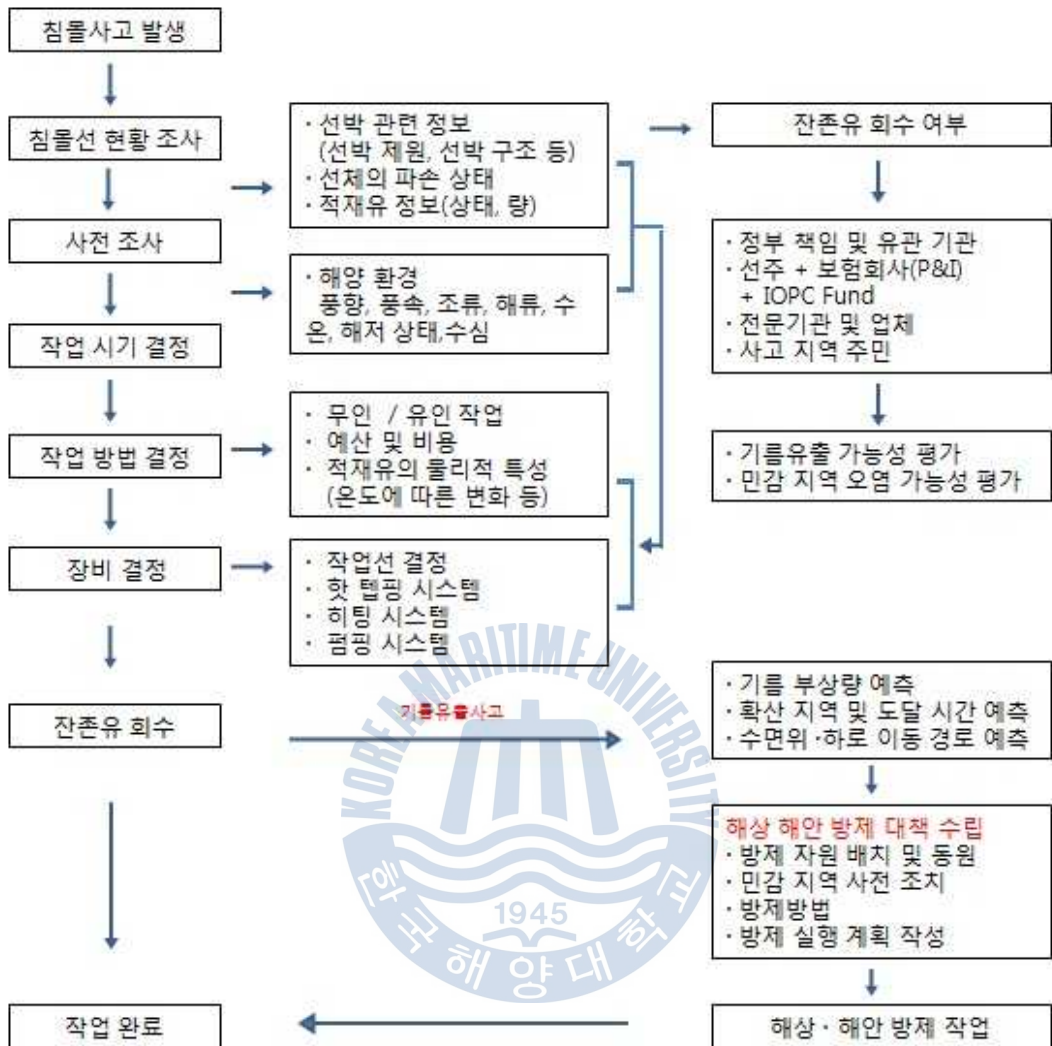 침몰사고 발생
침몰선 현황 조사
사전 조사
작업 시기 결정
작업 방법 결정
장비 결정
잔존유 회수
작업 완료
· 선박 관련 정보
(선박 제원, 선박 구조 등)
· 선체의 파손 상태
· 적재유 정보(상태, 량)
· 해양 환경
풍향, 풍속, 조류, 해류, 수
온, 해저 상태,수심
· 무인 / 유인 작업
· 예산 및 비용
· 적재유의 물리적 특성
(온도에 따른 변화 등)
· 작업선 결정
· 핫 텝핑 시스템
· 히팅 시스템
· 펌핑 시스템
기름유출사고
잔존유 회수 여부
· 정부 책임 및 유관 기관
· 선주 + 보험회사(P&I)
+ IOPC Fund
· 전문기관 및 업체
· 사고 지역 주민
· 기름유출 가능성 평가
· 민감 지역 오염 가능성 평가
· 기름 부상량 예측
· 확산 지역 및 도달 시간 예측
· 수면위·하로 이동 경로 예측
해상 해안 방제 대책 수립
· 방제 자원 배치 및 동원
· 민감 지역 사전 조치
· 방제방법
· 방제 실행 계획 작성
해상 · 해안 방제 작업
KOREA MARITIME UNIVERSITY
1945
한국해양대학교